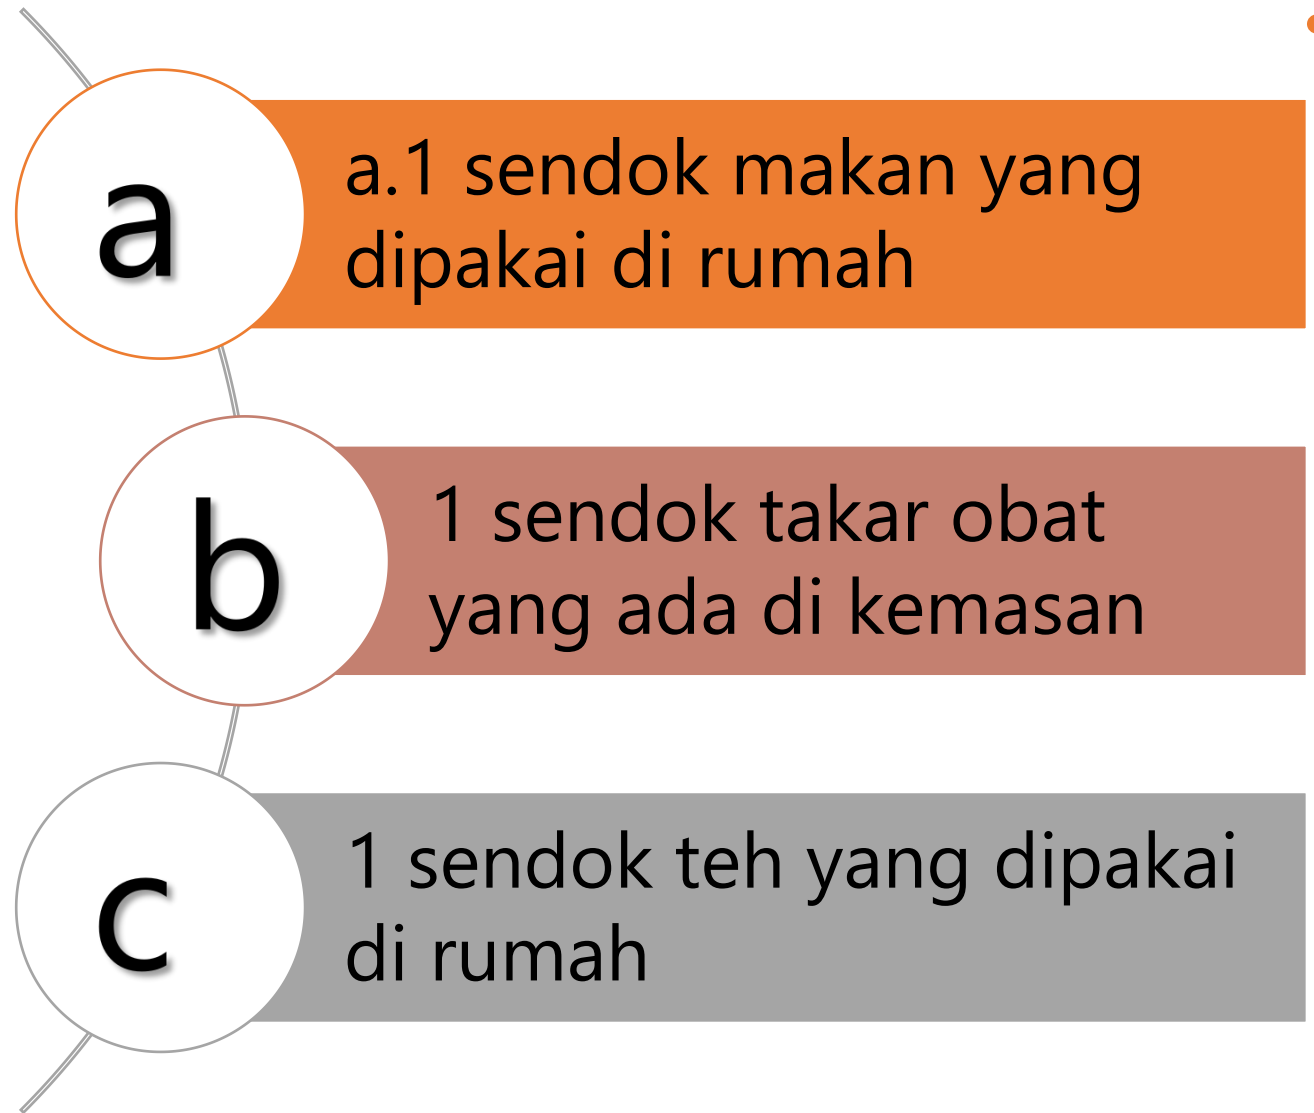 a
a.1 sendok makan yang
dipakai di rumah
b
1 sendok takar obat
yang ada di kemasan
c
1 sendok teh yang dipakai
di rumah